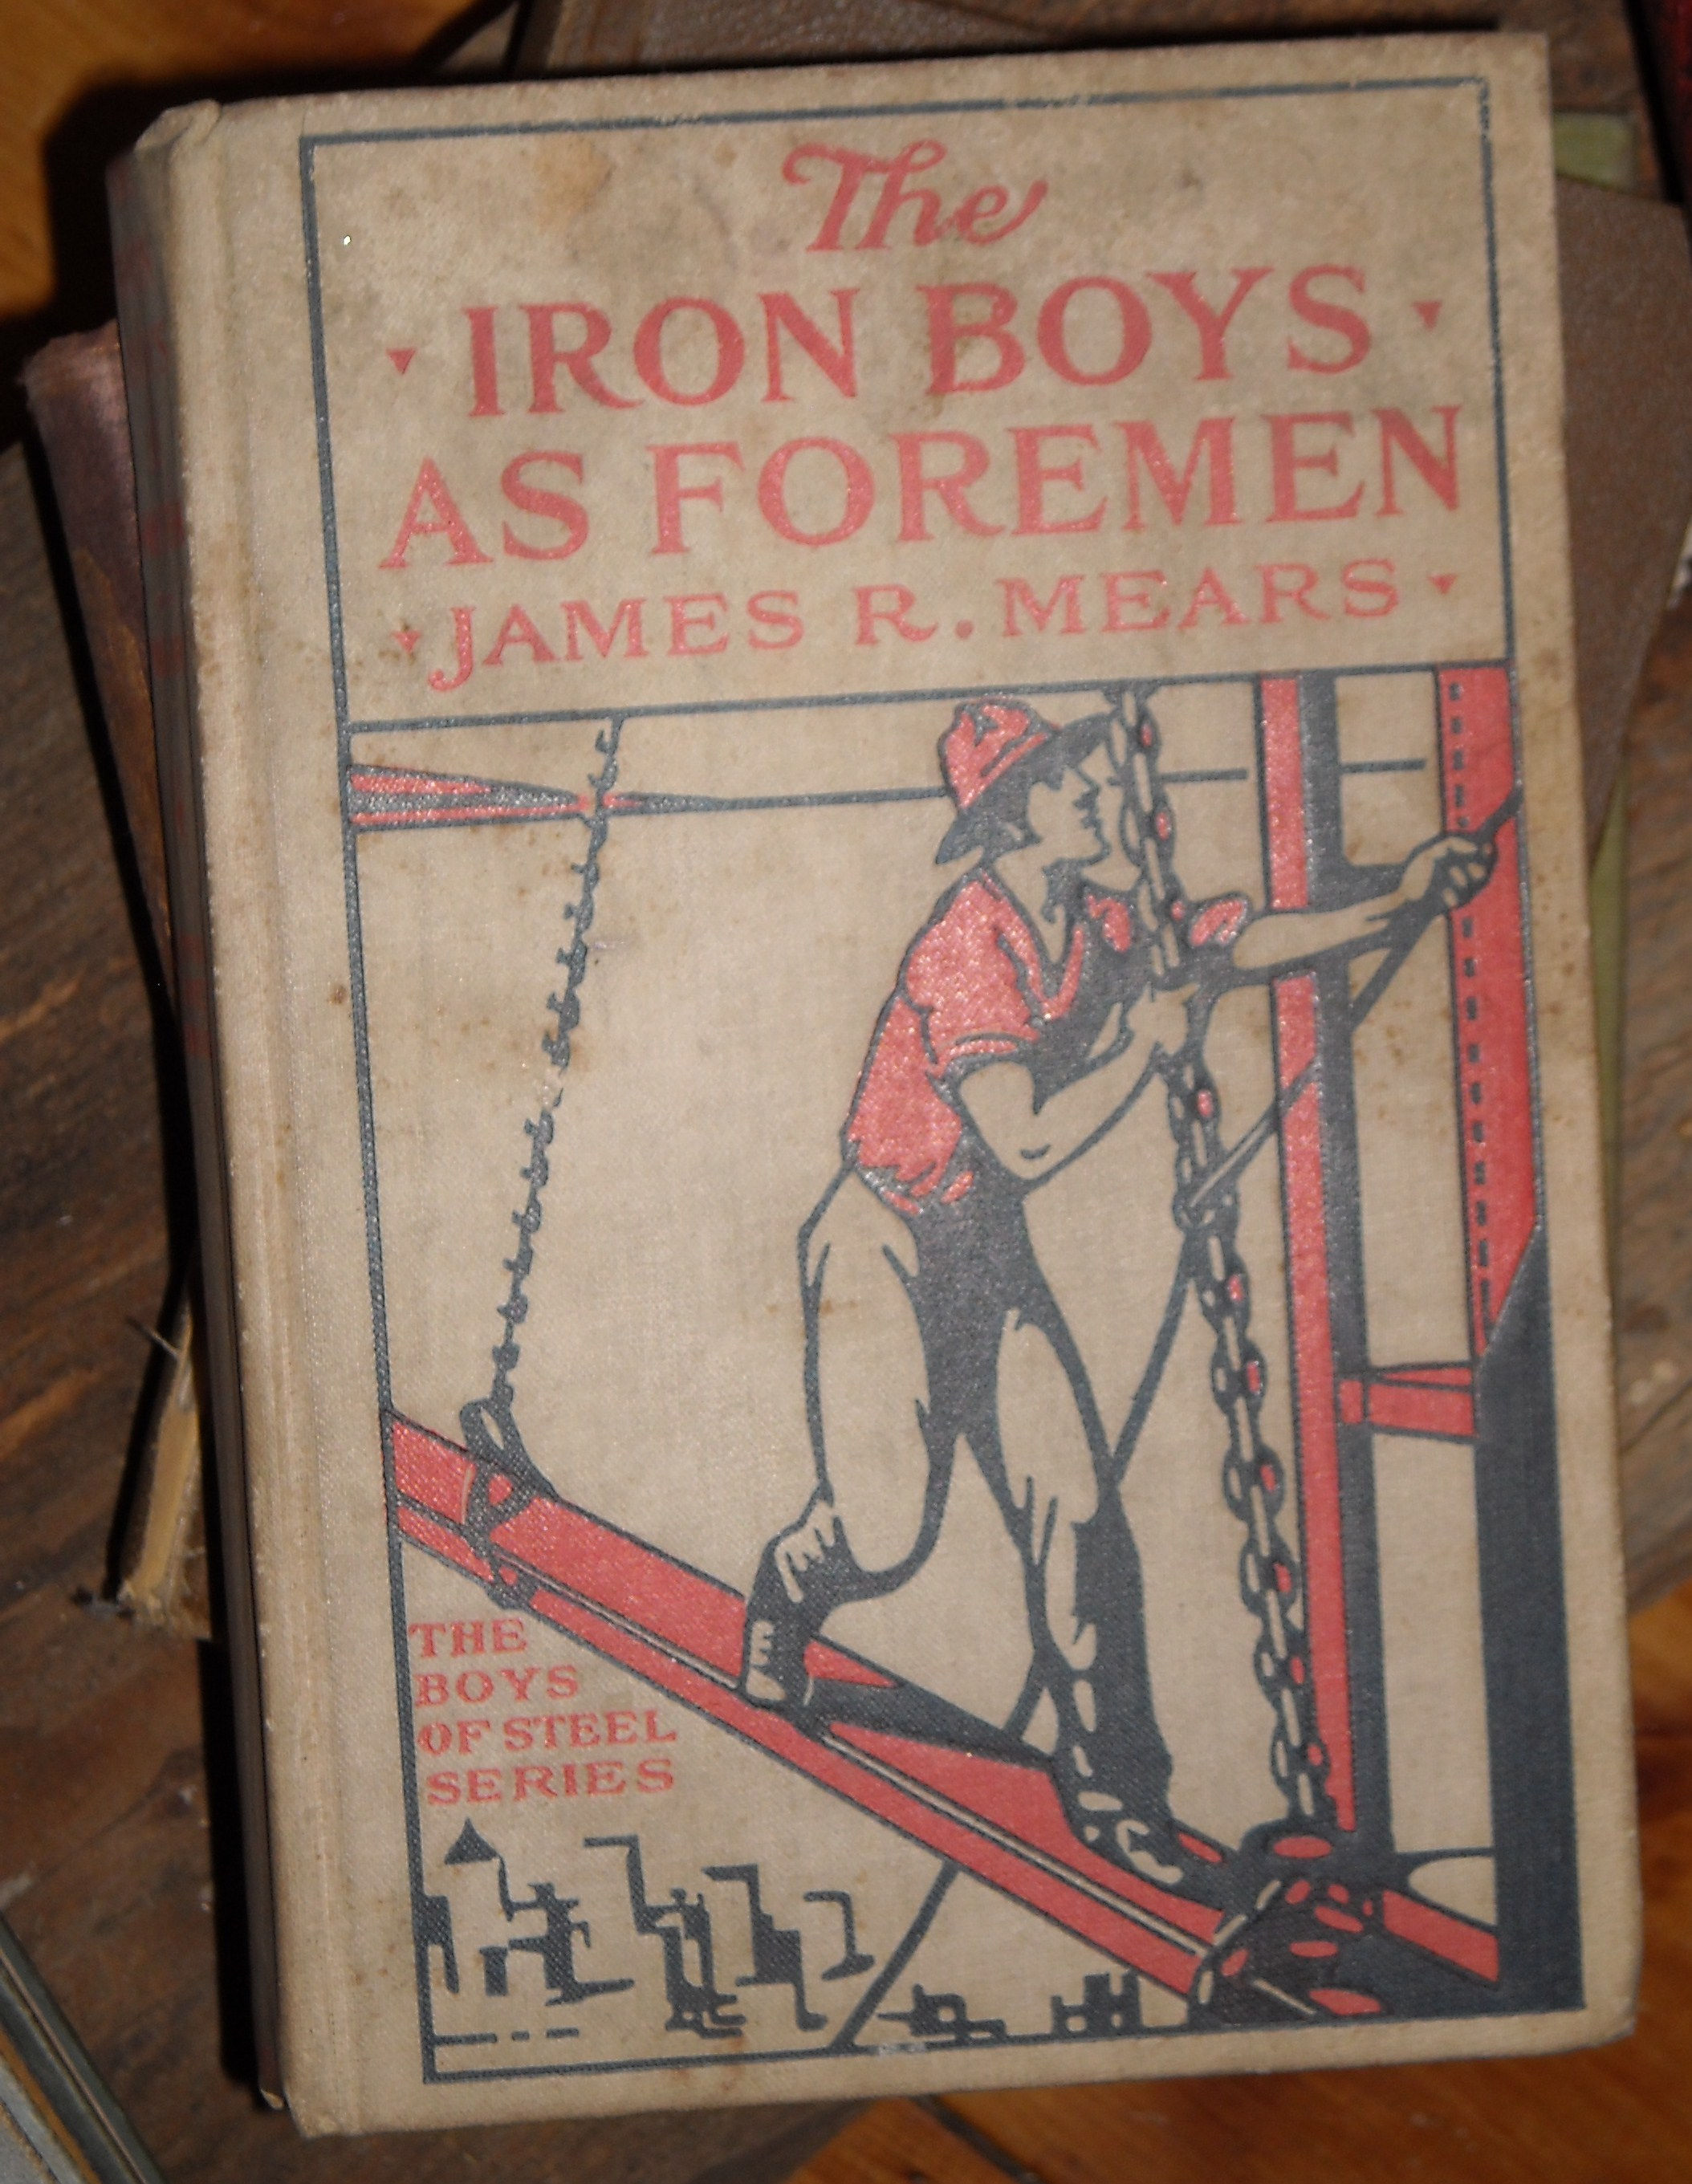 The
IRON BOYS
AS FOREMEN
JAMES R. MEARS
THE
BOYS
OF STEEL
SERIES